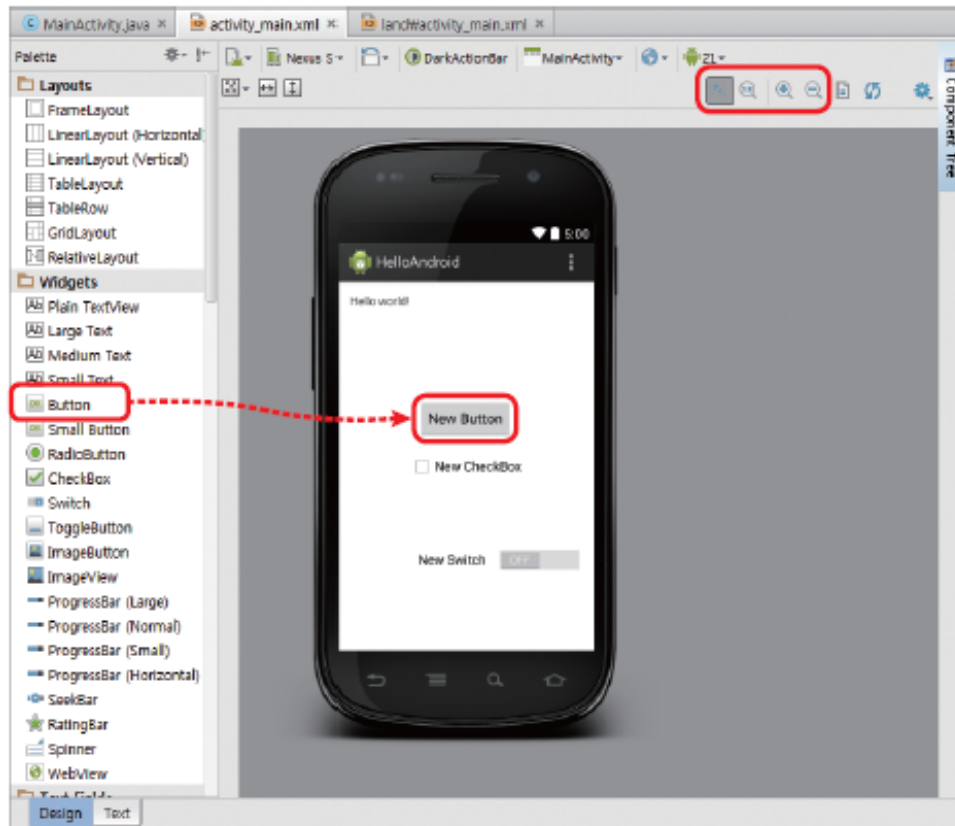 MainActivity.java
activity_main.xml
land\activity_main.xml
Palette
Nexus S
DarkActionBar
MainActivity
21
Layouts
FrameLayout
LinearLayout (Horizontal)
LinearLayout (Vertical)
TableLayout
TableRow
GridLayout
RelativeLayout
Widgets
Plain TextView
Large Text
Medium Text
Small Text
Button
Small Button
RadioButton
CheckBox
Switch
ToggleButton
ImageButton
ImageView
ProgressBar (Large)
ProgressBar (Normal)
ProgressBar (Small)
ProgressBar (Horizontal)
SeekBar
RatingBar
Spinner
WebView
Text Fields
Design Text
5:00
HelloAndroid
Hello world!
New Button
New CheckBox
New Switch OFF
Component Tree